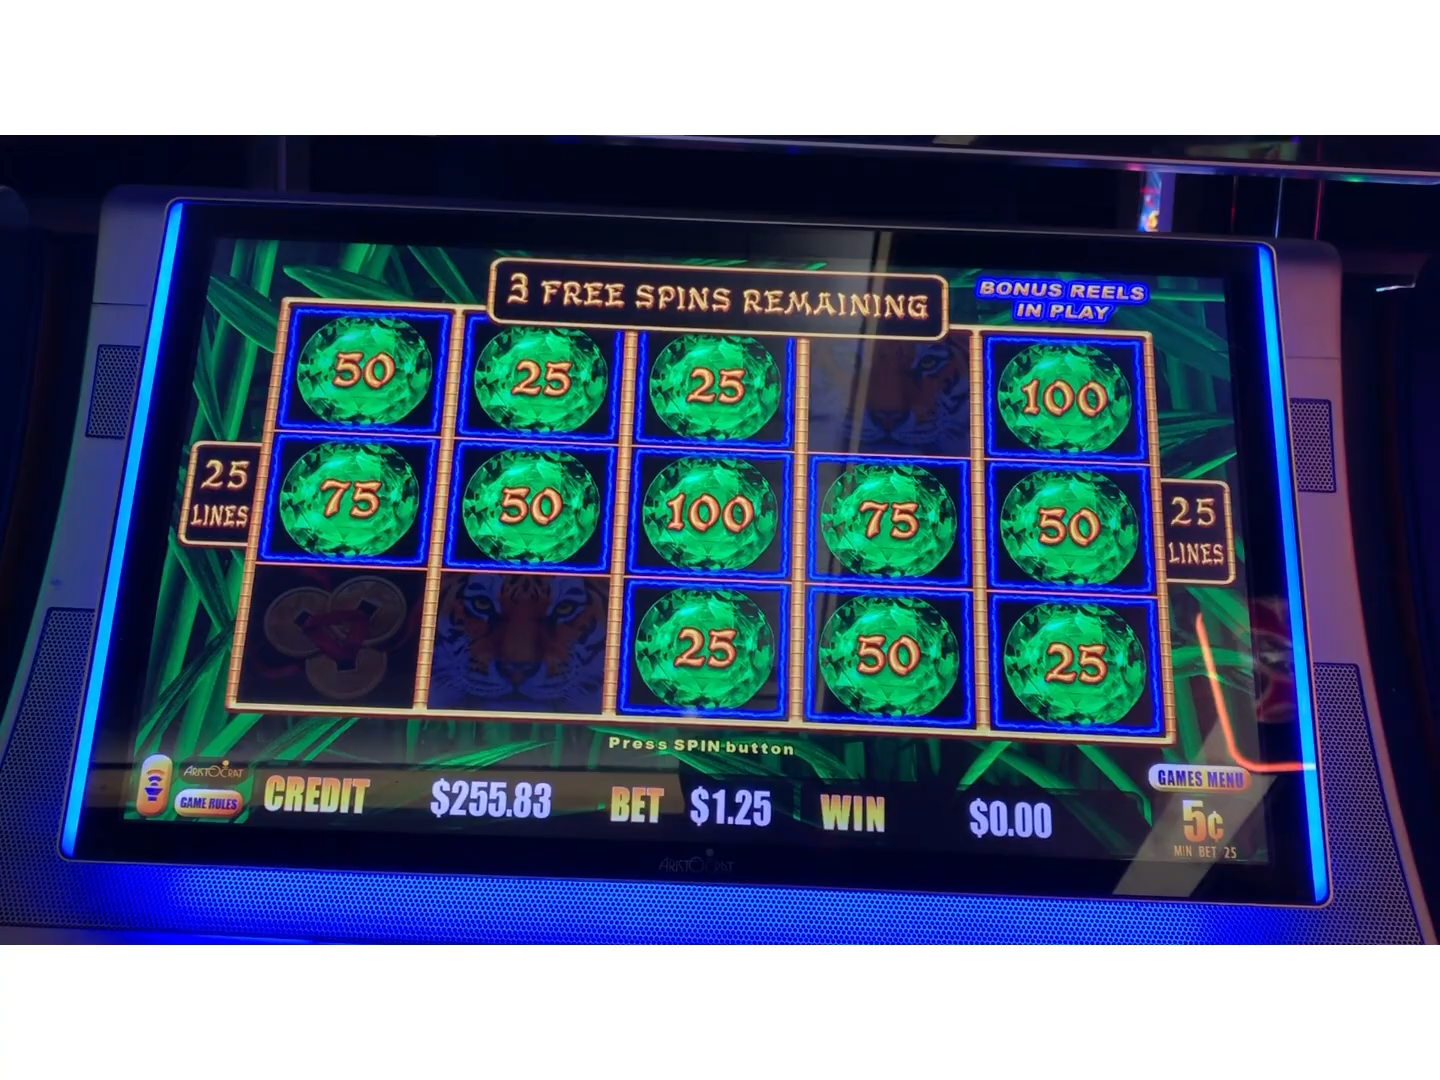 3 FREE SPINS REMAINING
BONUS REELS
IN PLAY
50
25
25
100
25
LINES
75
50
100
75
50
25
LINES
25
50
25
Press SPIN button
ARISTOCRAT
GAME RULES
CREDIT
$255.83
BET
$1.25
WIN
$0.00
GAMES MENU
5¢
MIN BET 25
ARISTOCRAT